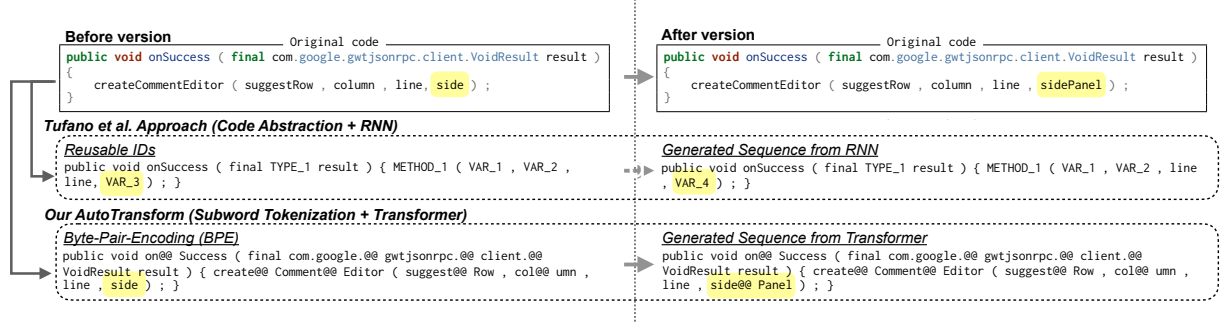 Before version
Original code
public void onSuccess ( final com.google.gwtjsonrpc.client.VoidResult result )
{
createCommentEditor ( suggestRow , column , line, side ) ;
}
After version
Original code
public void onSuccess ( final com.google.gwtjsonrpc.client.VoidResult result )
{
createCommentEditor ( suggestRow , column , line , sidePanel ) ;
}
Tufano et al. Approach (Code Abstraction + RNN)
Reusable IDs
public void onSuccess ( final TYPE_1 result ) { METHOD_1 ( VAR_1 , VAR_2 ,
line, VAR_3 ) ; }
Generated Sequence from RNN
public void onSuccess ( final TYPE_1 result ) { METHOD_1 ( VAR_1 , VAR_2 , line
, VAR_4 ) ; }
Our AutoTransform (Subword Tokenization + Transformer)
Byte-Pair-Encoding (BPE)
public void on@@ Success ( final com.google.@@ gwtjsonrpc.@@ client.@@
VoidResult result ) { create@@ Comment@@ Editor ( suggest@@ Row , col@@ umn ,
line , side ) ; }
Generated Sequence from Transformer
public void on@@ Success ( final com.google.@@ gwtjsonrpc.@@ client.@@
VoidResult result ) { create@@ Comment@@ Editor ( suggest@@ Row , col@@ umn ,
line , side@@ Panel ) ; }